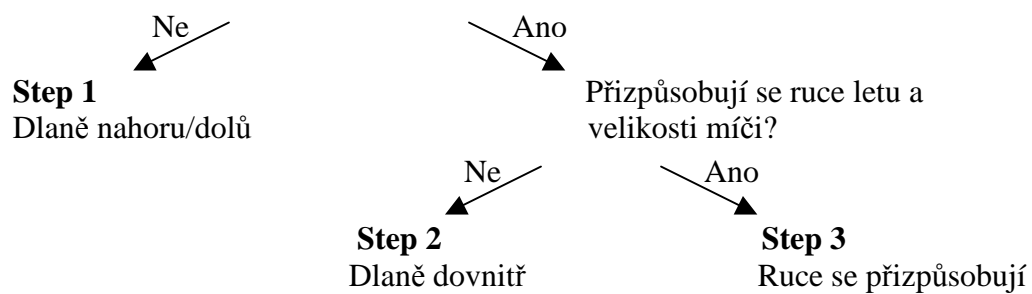 Ne Ano
Step 1
Dlaně nahoru/dolů
Přizpůsobují se ruce letu a
velikosti míči?
Ne Ano
Step 2
Dlaně dovnitř
Step 3
Ruce se přizpůsobují